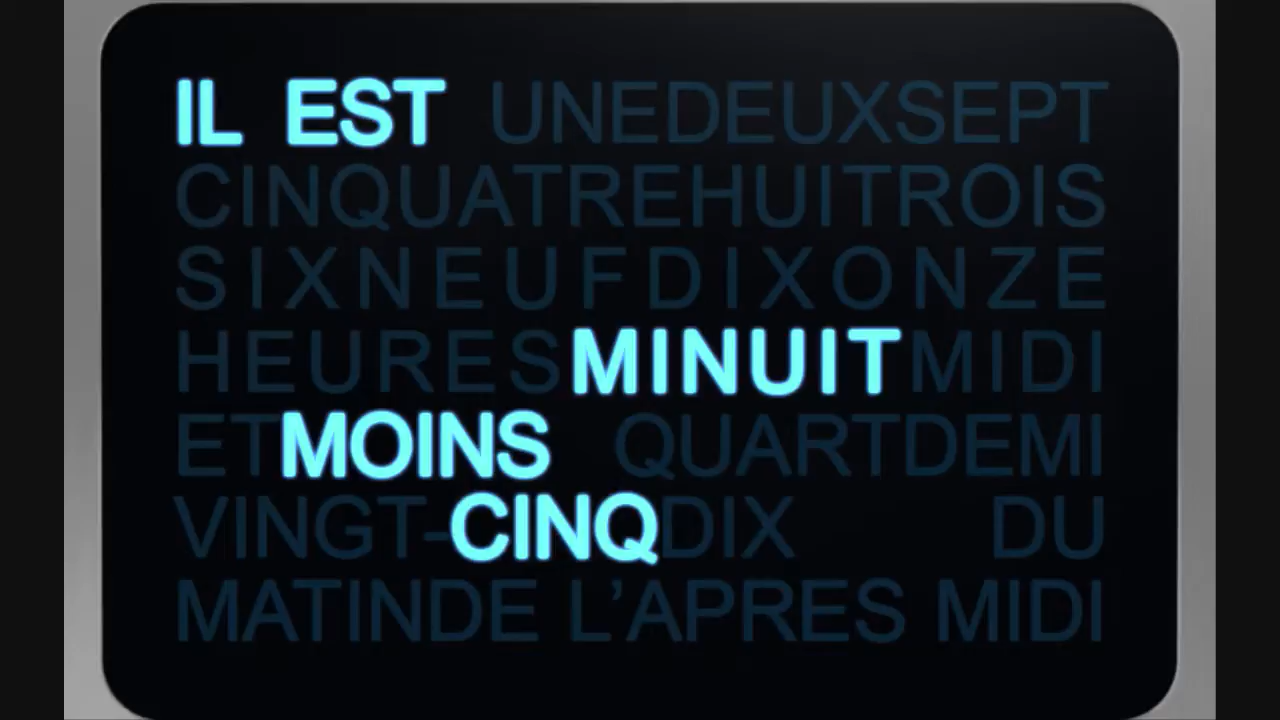 IL EST UNEDEUXSEPT
CINQUATREHUITROIS
SIXNEUFDIXONZE
HEURESMINUITMIDI
ETMOINS QUARTDEMI
VINGT-CINQDIX DU
MATINDE L’APRES MIDI